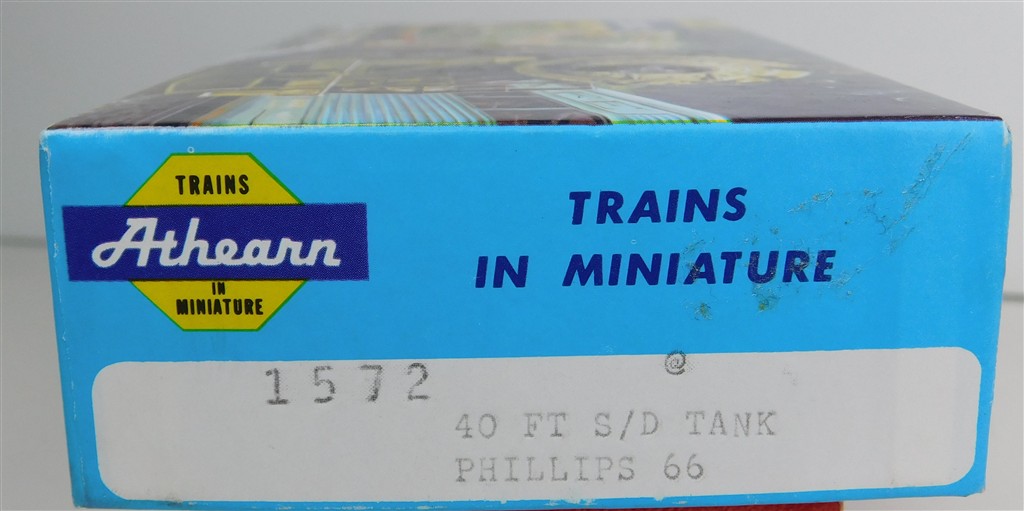 TRAINS
Athearn
IN
MINIATURE
TRAINS
IN MINIATURE
1572
@
40 FT S/D TANK
PHILLIPS 66